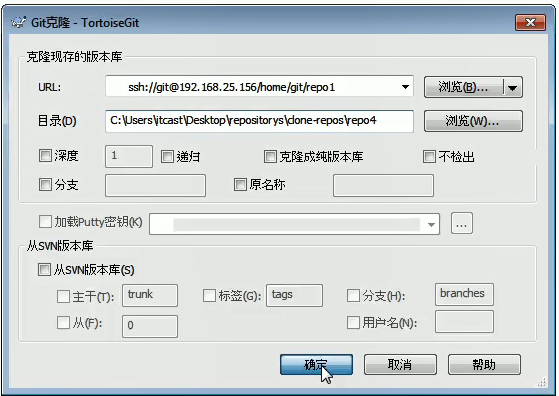 Git克隆 - TortoiseGit
克隆现存的版本库
URL: ssh://git@192.168.25.156/home/git/repo1 浏览(B)...
目录(D) C:\Users\itcast\Desktop\repositorys\clone-repos\repo4 浏览(W)...
深度 1 递归 克隆成纯版本库 不检出
分支 原名称
加载Putty密钥(K) ...
从SVN版本库
从SVN版本库(S)
主干(T): trunk 标签(G): tags 分支(H): branches
从(F): 0 用户名(N):
确定 取消 帮助